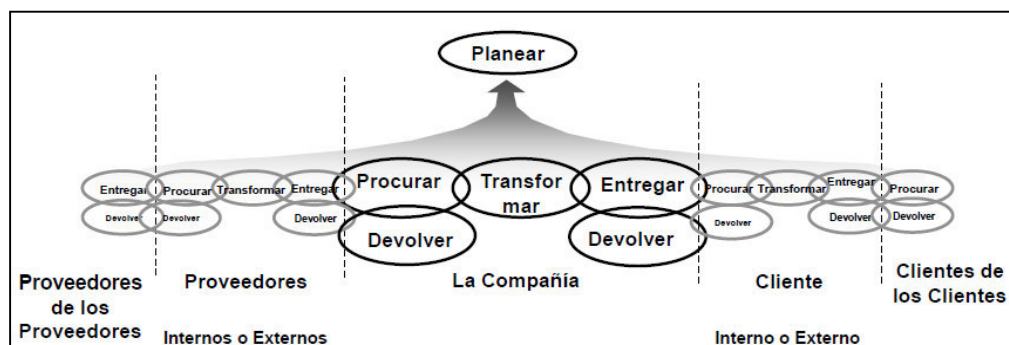 Planear
Entregar
Procurar
Transformar
Entregar
Procurar
Transfor
mar
Entregar
Procurar
Transformar
Entregar
Procurar
Devolver
Devolver
Devolver
Devolver
Devolver
Devolver
Devolver
Devolver
Proveedores
de los
Proveedores
Proveedores
La Compañía
Cliente
Clientes de
los Clientes
Internos o Externos
Interno o Externo